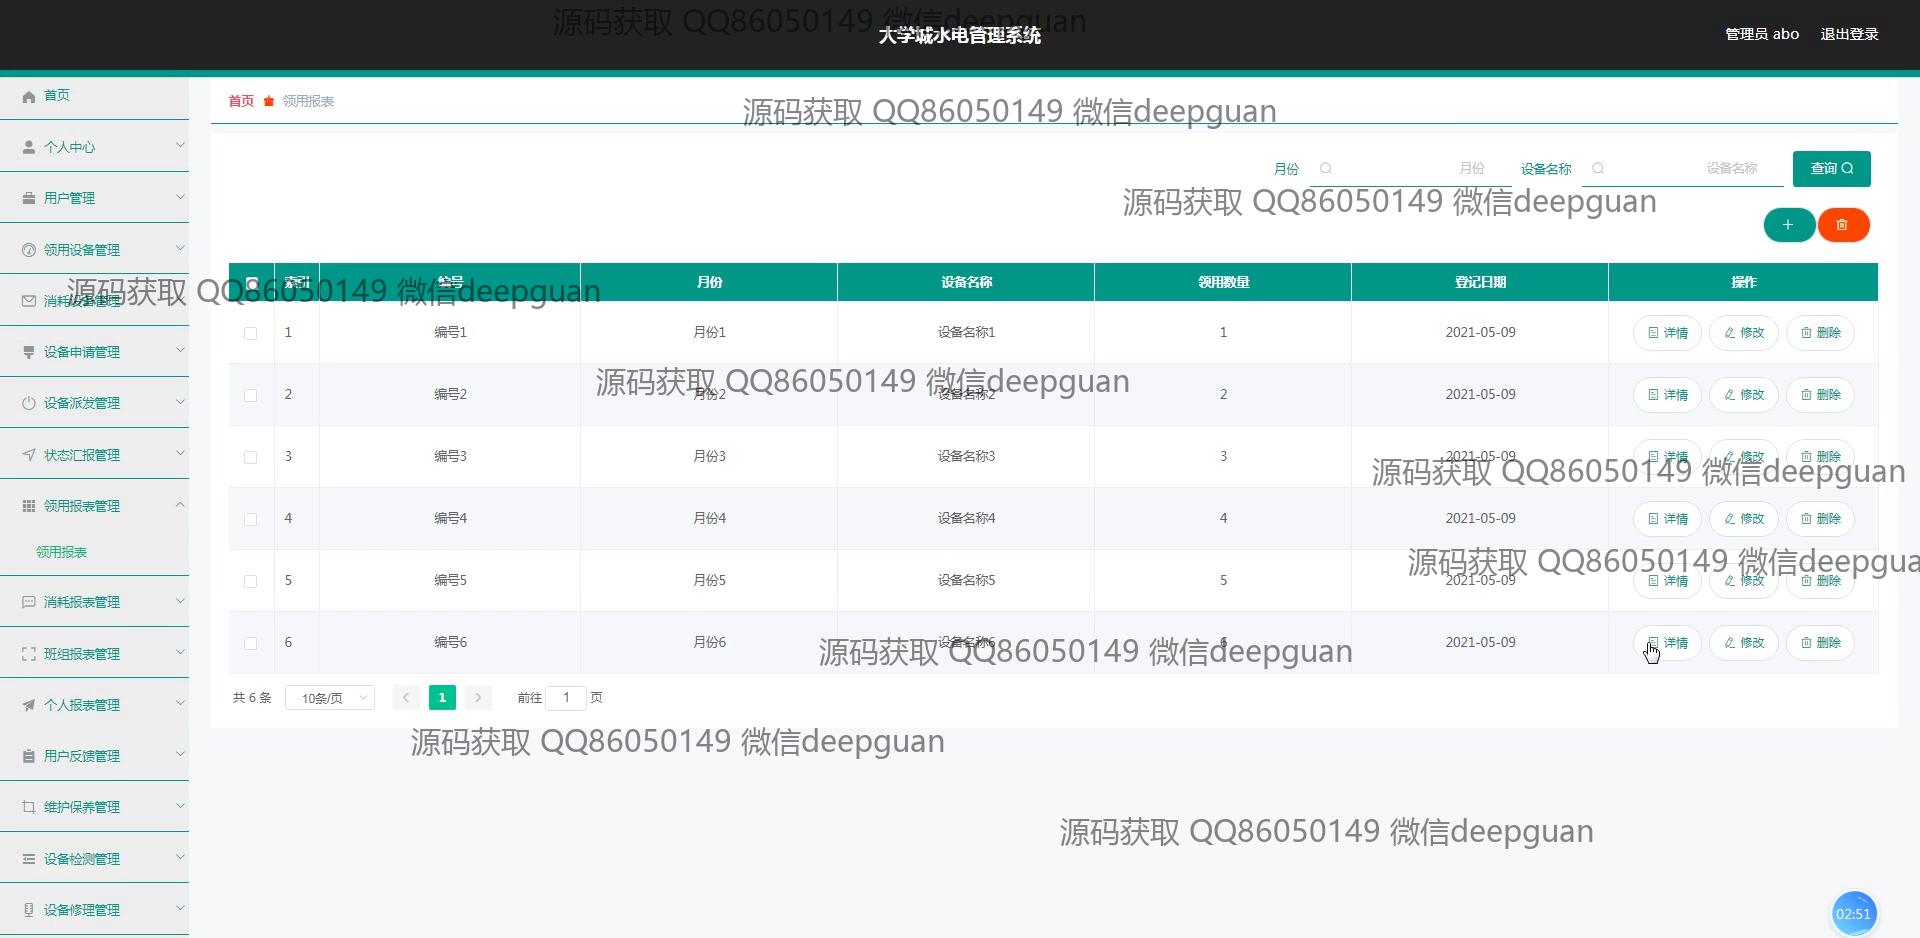 源码获取 QQ86050149 微信deepguan
大学城水电管理系统
管理员 abo 退出登录
首页
个人中心
用户管理
领用设备管理
消耗设备管理
设备申请管理
设备派发管理
状态汇报管理
领用报表管理
领用报表
消耗报表管理
班组报表管理
个人报表管理
用户反馈管理
维护保养管理
设备检测管理
设备修理管理
首页 领用报表
源码获取 QQ86050149 微信deepguan
月份 月份 设备名称 设备名称 查询
源码获取 QQ86050149 微信deepguan
索引 编号 月份 设备名称 领用数量 登记日期 操作
源码获取 QQ86050149 微信deepguan
1 编号1 月份1 设备名称1 1 2021-05-09 详情 修改 删除
源码获取 QQ86050149 微信deepguan
2 编号2 月份2 设备名称2 2 2021-05-09 详情 修改 删除
3 编号3 月份3 设备名称3 3 2021-05-09 详情 修改 删除
源码获取 QQ86050149 微信deepguan
4 编号4 月份4 设备名称4 4 2021-05-09 详情 修改 删除
源码获取 QQ86050149 微信deepgua
5 编号5 月份5 设备名称5 5 2021-05-09 详情 修改 删除
6 编号6 月份6 设备名称6 6 2021-05-09 详情 修改 删除
源码获取 QQ86050149 微信deepguan
共 6 条 10条/页 1 前往 1 页
源码获取 QQ86050149 微信deepguan
源码获取 QQ86050149 微信deepguan
02:51